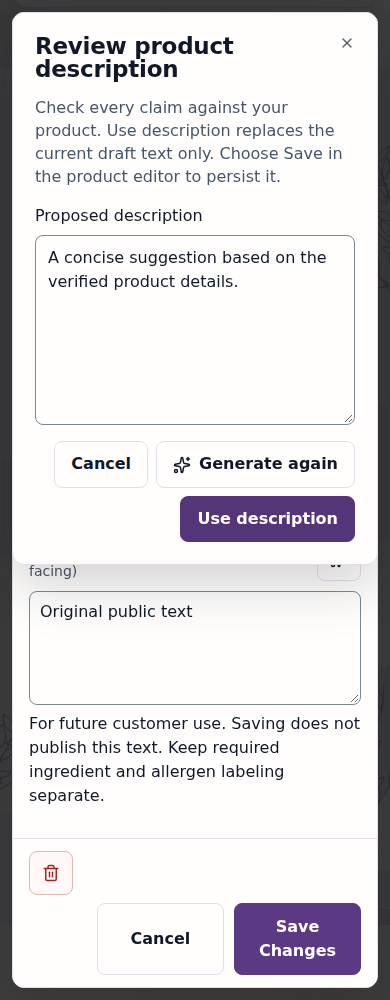 Review product
description
Check every claim against your
product. Use description replaces the
current draft text only. Choose Save in
the product editor to persist it.
Proposed description
A concise suggestion based on the
verified product details.
Cancel
Generate again
Use description
facing)
Original public text
For future customer use. Saving does not
publish this text. Keep required
ingredient and allergen labeling
separate.
Cancel
Save
Changes